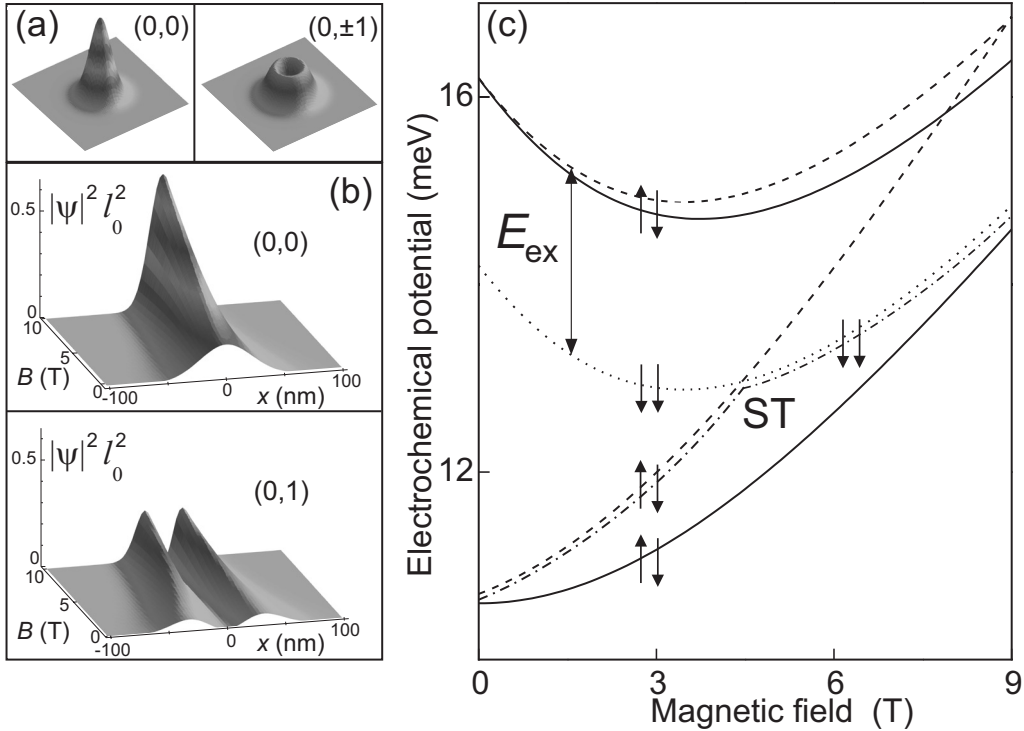 (a)
(0,0)
(0,±1)
(b)
|ψ|² l₀²
0.5
0
10
5
0
B (T)
(0,0)
-100
0
100
x (nm)
|ψ|² l₀²
0.5
0
10
5
0
B (T)
(0,1)
-100
0
100
x (nm)
(c)
Electrochemical potential (meV)
16
12
E_ex
ST
0
3
6
9
Magnetic field (T)